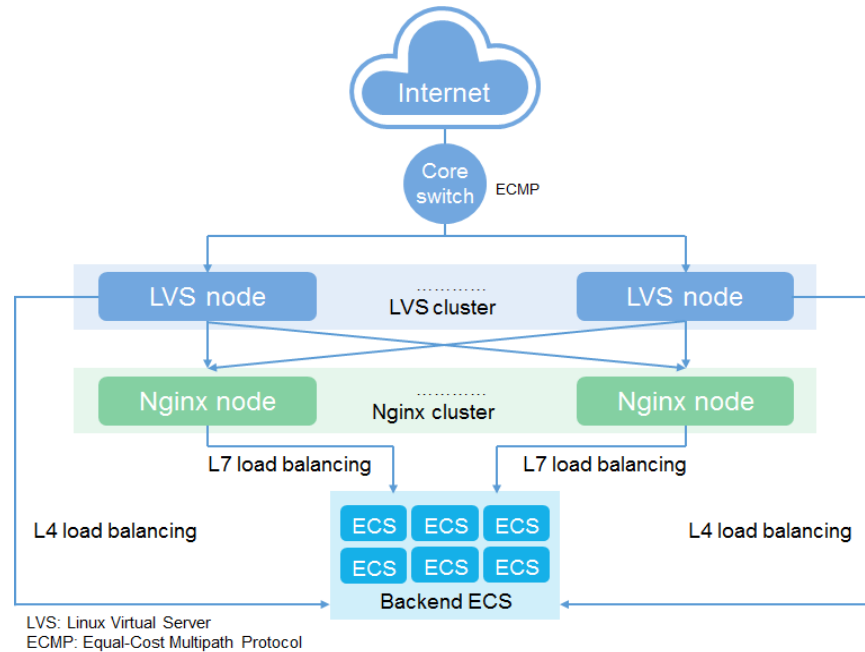 Internet
Core
switch
ECMP
LVS node
............
LVS cluster
LVS node
Nginx node
............
Nginx cluster
Nginx node
L7 load balancing
L7 load balancing
L4 load balancing
L4 load balancing
ECS ECS ECS
ECS ECS ECS
Backend ECS
LVS: Linux Virtual Server
ECMP: Equal-Cost Multipath Protocol